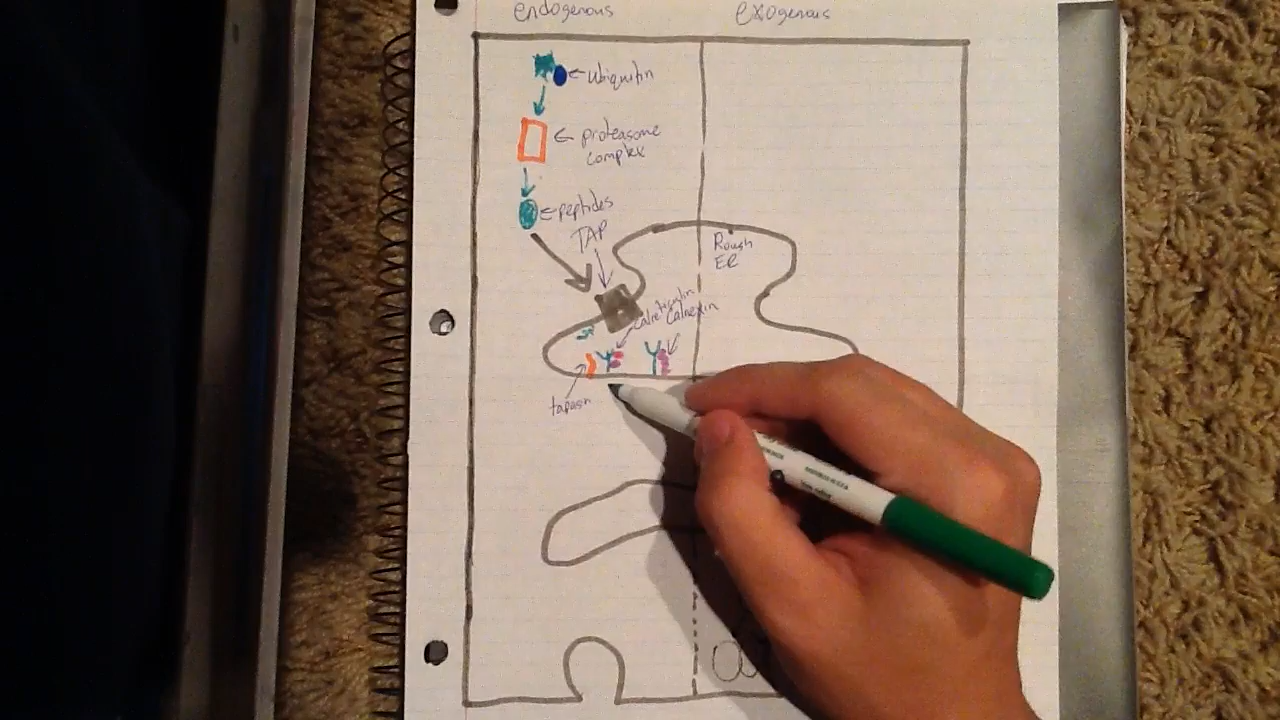 endogenous
exogenous
ubiquitin
proteasome
complex
peptides
TAP
Rough
ER
calreticulin
Calnexin
tapasin